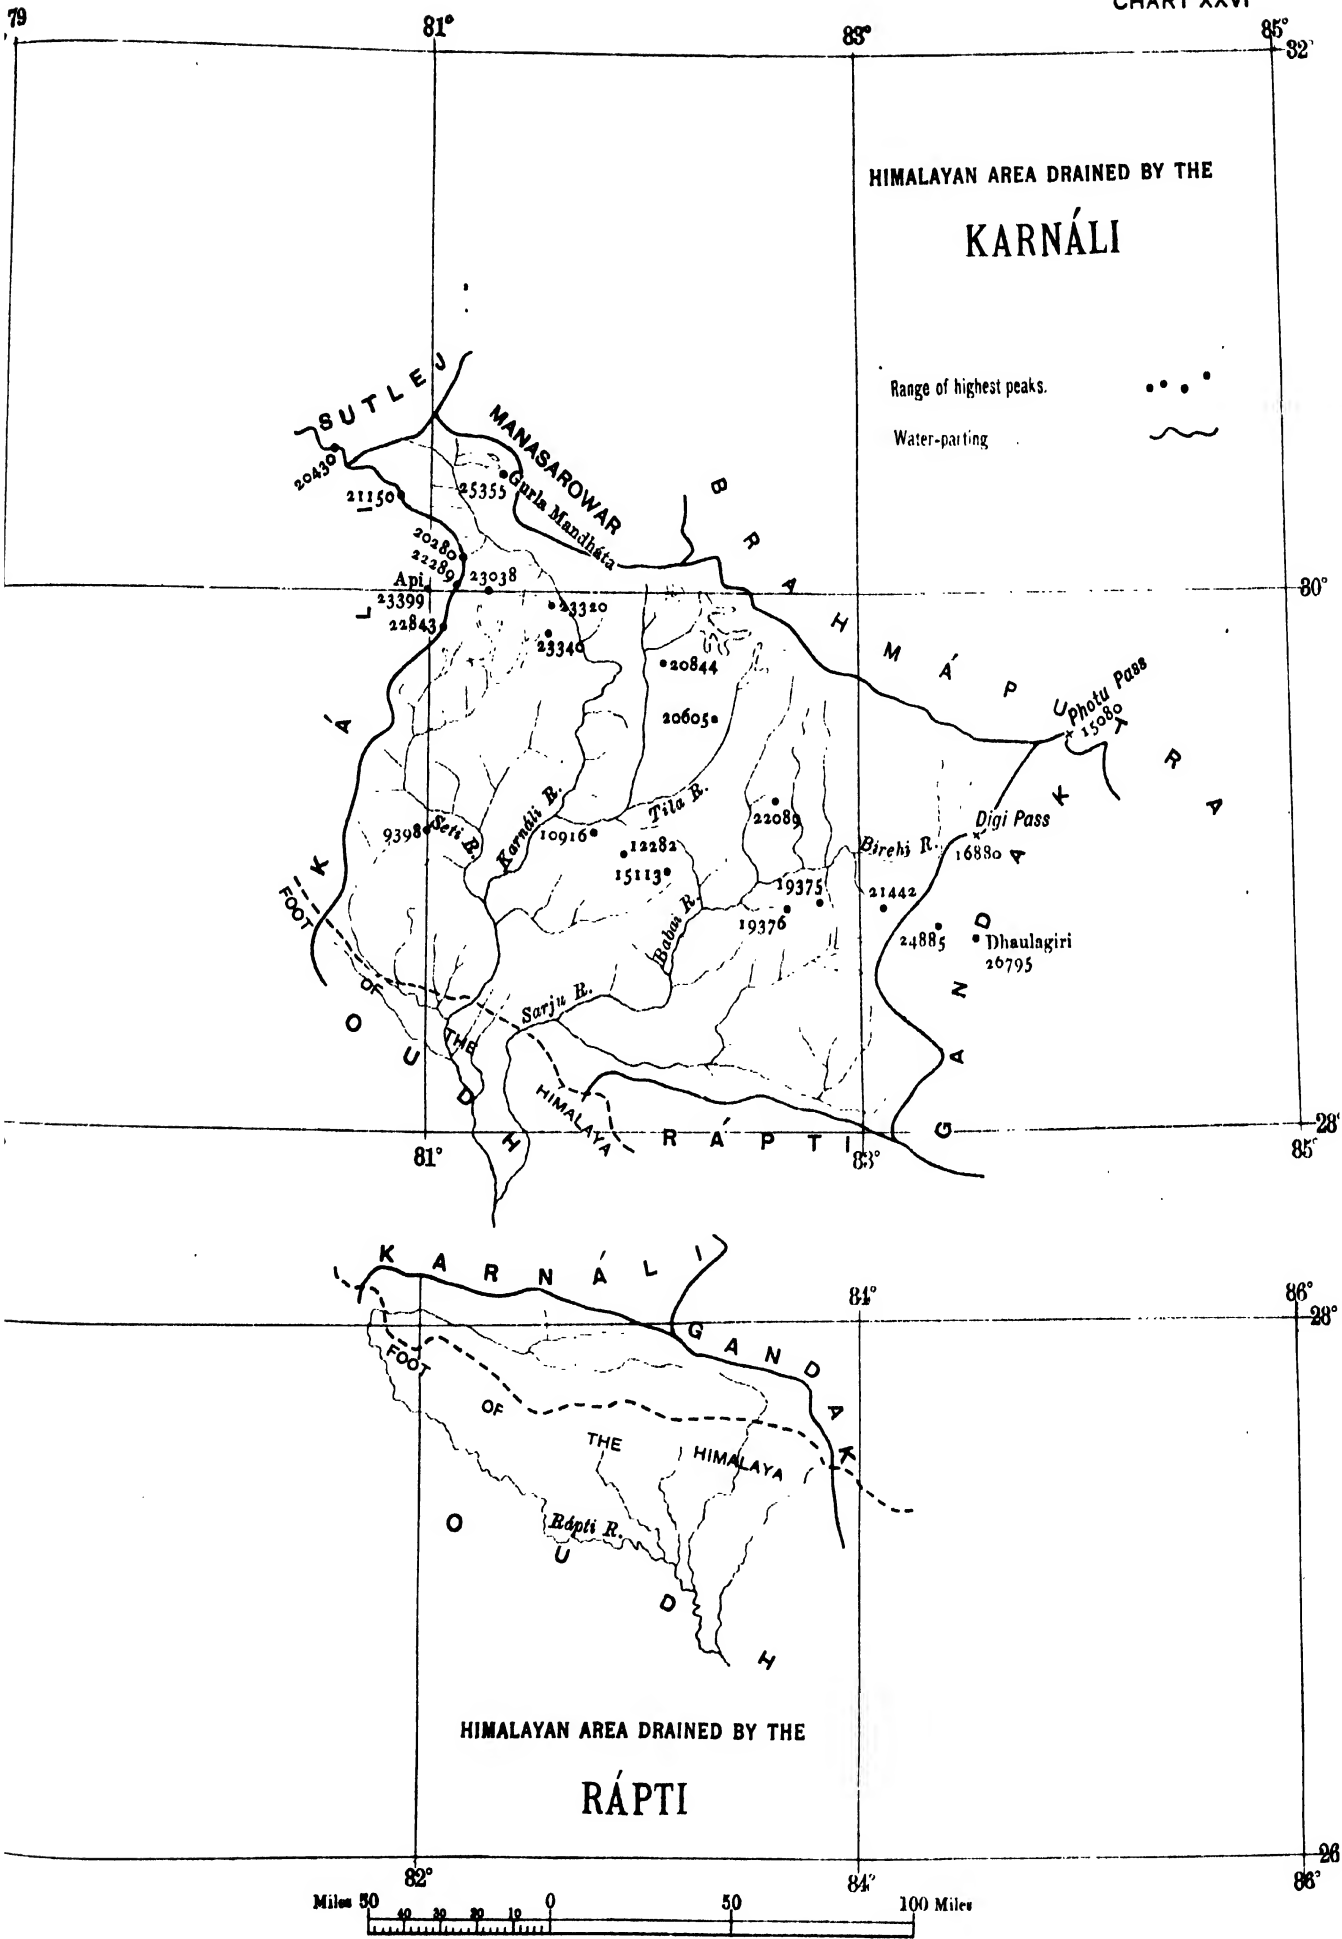 CHART XXVI
79
81°
83°
85°
32°
HIMALAYAN AREA DRAINED BY THE
KARNÁLI
Range of highest peaks.
Water-parting
SUTLEJ
MANASAROWAR
BRAHMÁPUTRA
20430
21150
25355
Gurla Mandháta
20280
22289
Api
23399
23038
30°
22843
23320
23340
20844
20605
Photu Pass
15080
KÁLI
9398
Seti R.
Karnáli R.
10916
Tila R.
22089
12282
15113
Birehi R.
Digi Pass
16880
19375
19376
21442
24885
Dhaulagiri
26795
Babai R.
Sarju R.
GANDAK
FOOT OF THE HIMALAYA
OUDH
RÁPTI
28°
81°
83°
85°
KARNÁLI
GANDAK
84°
86°
28°
FOOT OF THE HIMALAYA
Rápti R.
OUDH
HIMALAYAN AREA DRAINED BY THE
RÁPTI
26
82°
84°
86°
Miles 50 0 50 100 Miles
40 30 20 10